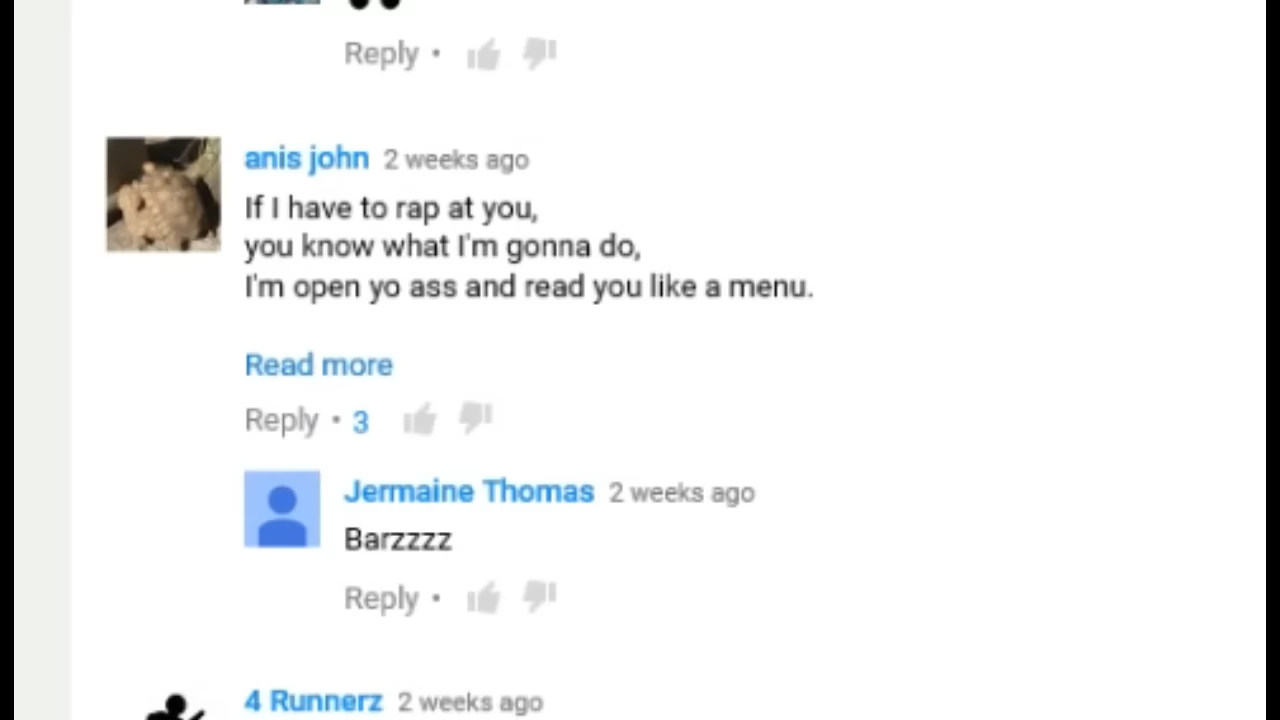 Reply •
anis john 2 weeks ago
If I have to rap at you,
you know what I'm gonna do,
I'm open yo ass and read you like a menu.
Read more
Reply • 3
Jermaine Thomas 2 weeks ago
Barzzzz
Reply •
4 Runnerz 2 weeks ago